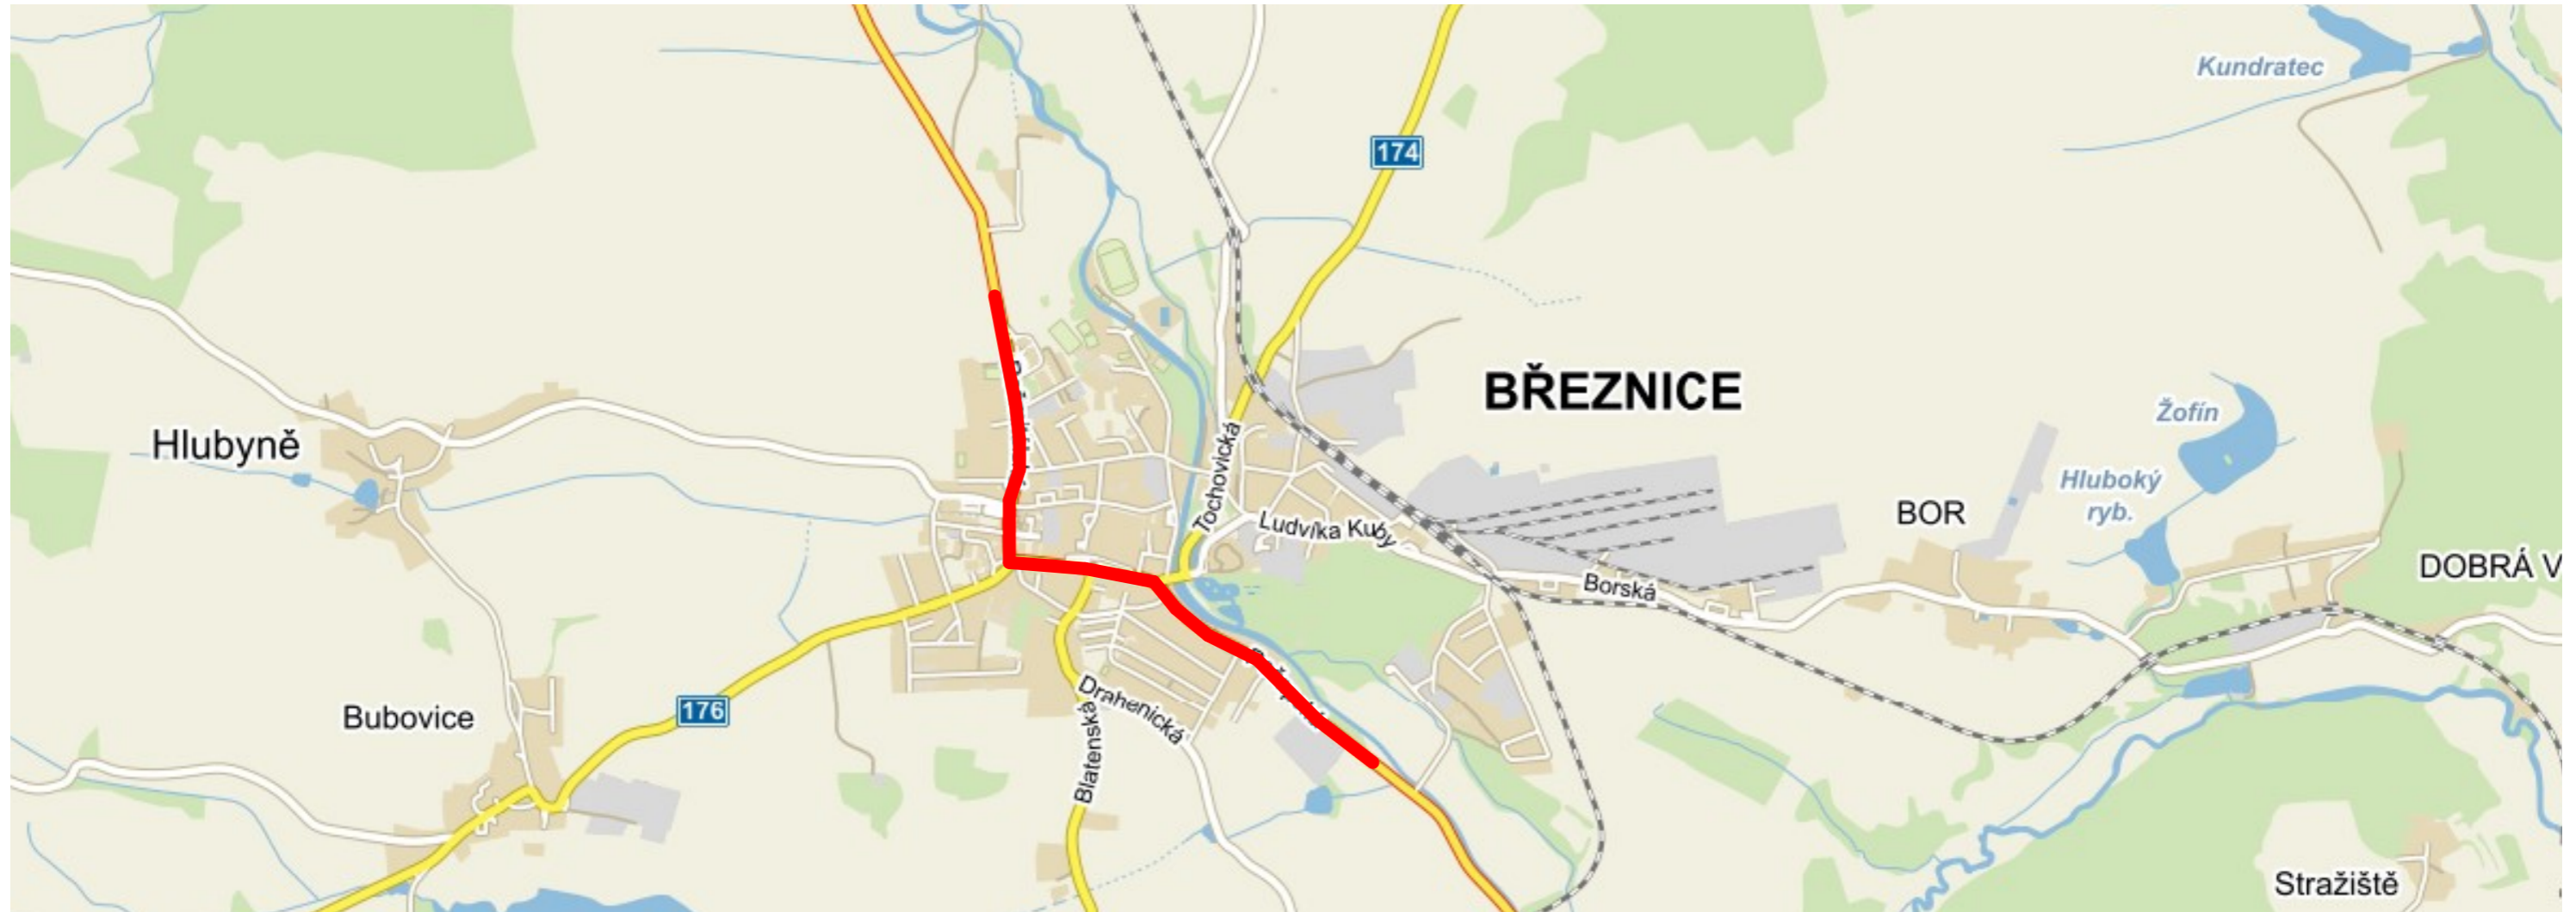 Kundratec
174
BŘEZNICE
Žofín
Hlubyně
Tochovická
Hluboký
ryb.
BOR
Ludvíka Kuby
DOBRÁ V
Borská
Drahenická
176
Bubovice
Blatenská
Stražiště